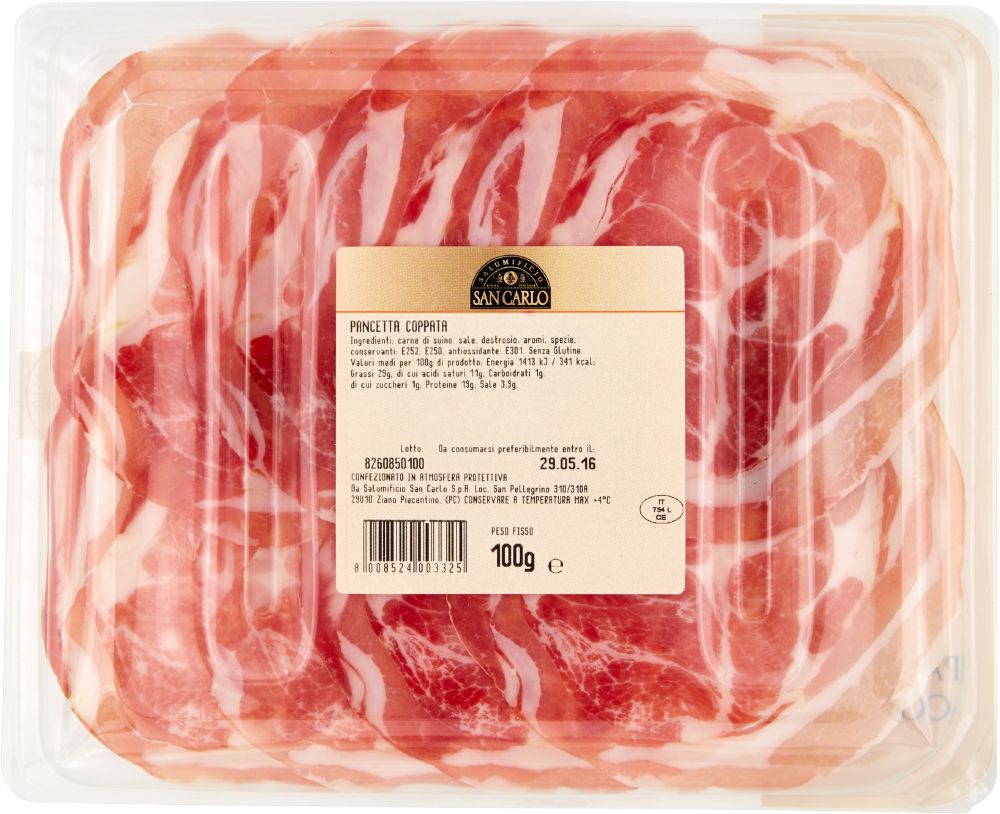 SALUMIFICIO
SAN CARLO
PANCETTA COPPATA
Ingredienti: carne di suino, sale, destrosio, aromi, spezie,
conservanti: E252, E250, antiossidante: E301. Senza Glutine.
Valori medi per 100g di prodotto: Energia 1413 kJ / 341 kcal;
Grassi 29g, di cui acidi saturi 11g; Carboidrati 1g,
di cui zuccheri 1g; Proteine 19g; Sale 3,9g.
Lotto: Da consumarsi preferibilmente entro il:
8260850100 29.05.16
CONFEZIONATO IN ATMOSFERA PROTETTIVA
Da Salumificio San Carlo S.p.A. loc. San Pellegrino 310/310A
29010 Ziano Piacentino, (PC) CONSERVARE A TEMPERATURA MAX +4°C
IT
754 L
CE
PESO FISSO
100g e
8 008524 003325